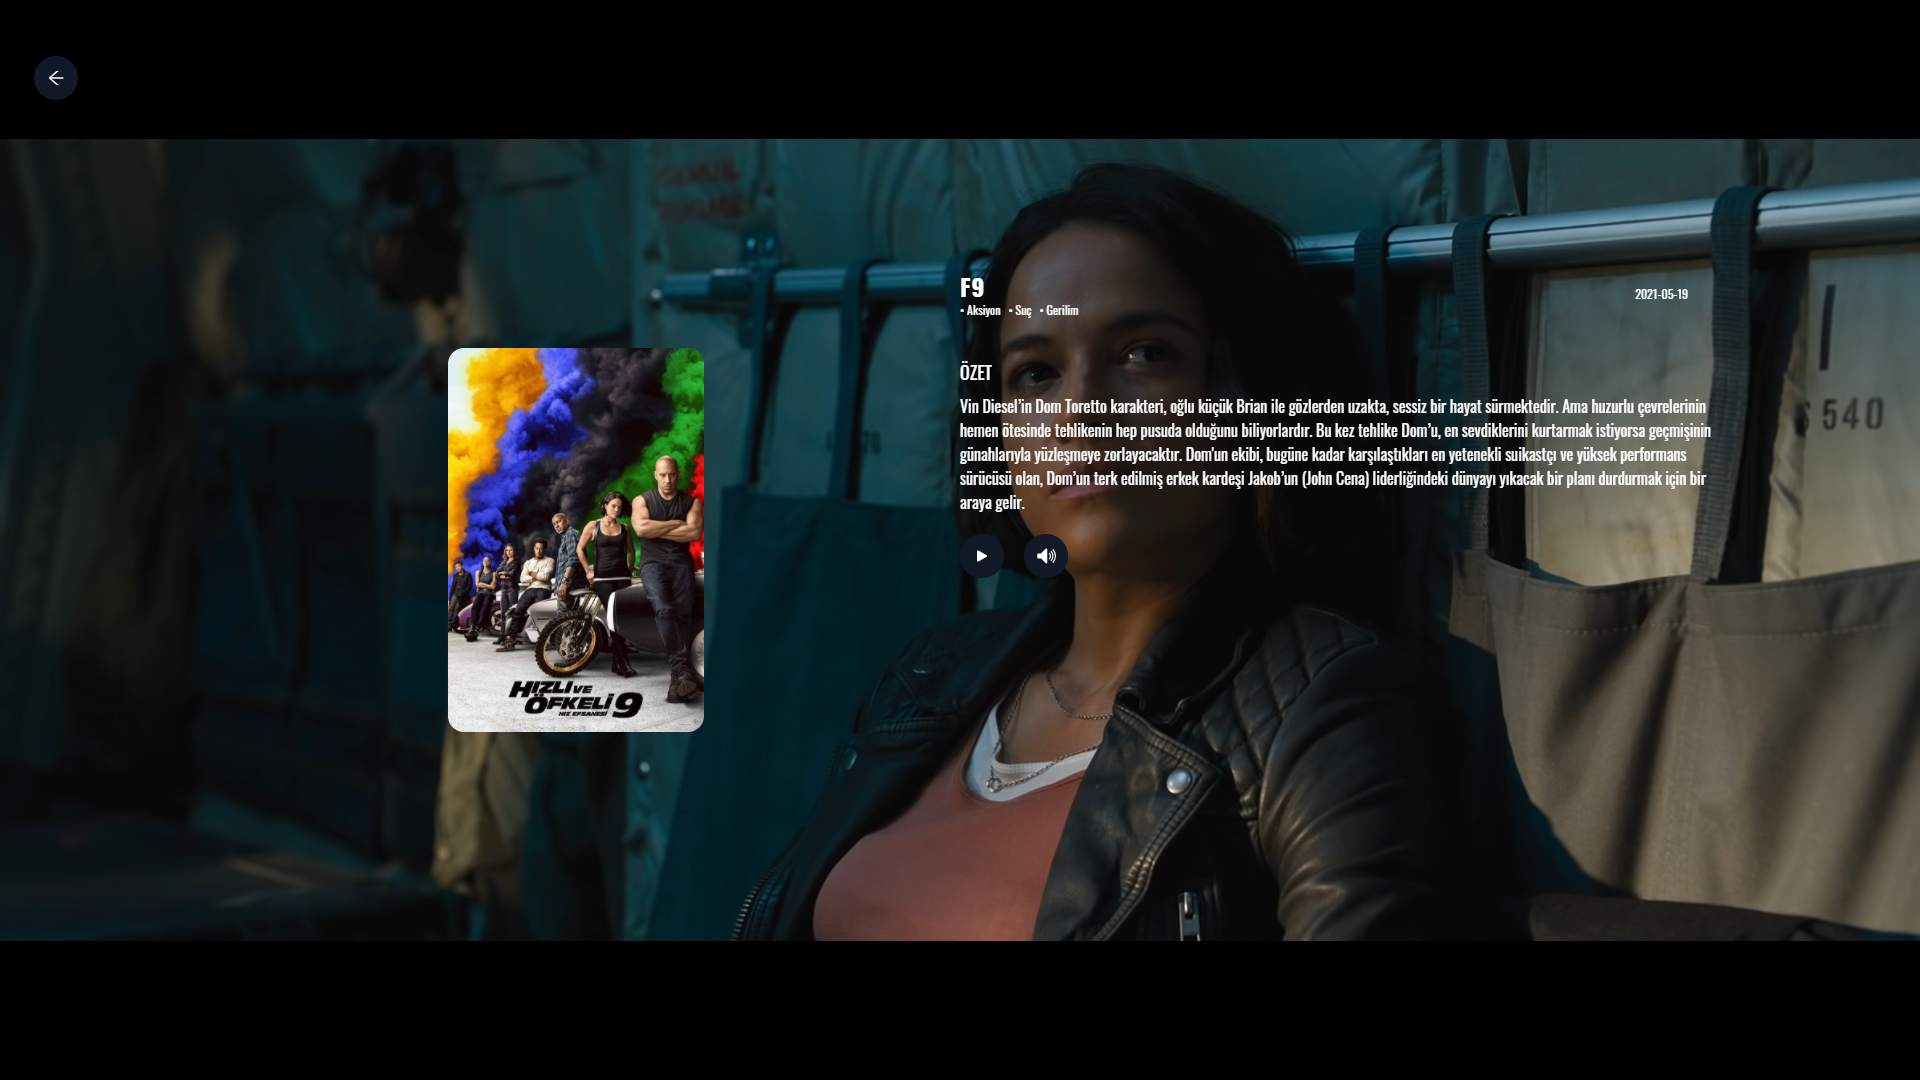 F9
2021-05-19
• Aksiyon • Suç • Gerilim
ÖZET
Vin Diesel’in Dom Toretto karakteri, oğlu küçük Brian ile gözlerden uzakta, sessiz bir hayat sürmektedir. Ama huzurlu çevrelerinin
hemen ötesinde tehlikenin hep pusuda olduğunu biliyorlardır. Bu kez tehlike Dom’u, en sevdiklerini kurtarmak istiyorsa geçmişinin
günahlarıyla yüzleşmeye zorlayacaktır. Dom'un ekibi, bugüne kadar karşılaştıkları en yetenekli suikastçı ve yüksek performans
sürücüsü olan, Dom’un terk edilmiş erkek kardeşi Jakob’un (John Cena) liderliğindeki dünyayı yıkacak bir planı durdurmak için bir
araya gelir.
HIZLI VE
ÖFKELİ 9
HIZ EFSANESİ
540